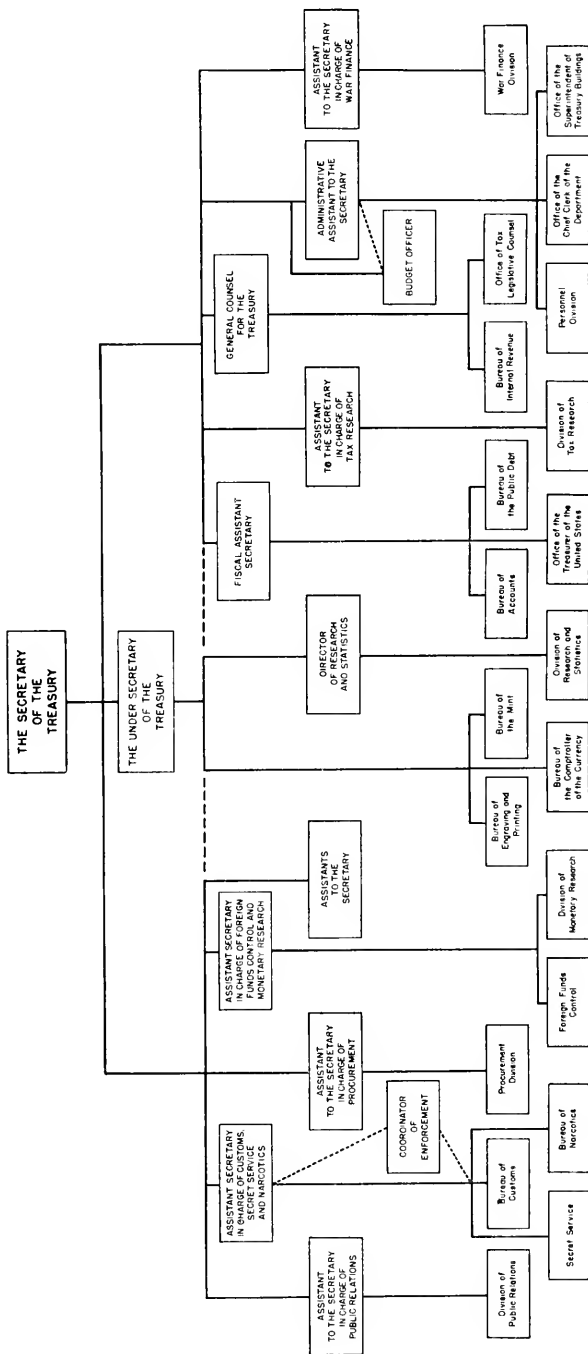 THE SECRETARY
OF THE
TREASURY
THE UNDER SECRETARY
OF THE
TREASURY
ASSISTANT SECRETARY
IN CHARGE OF CUSTOMS,
SECRET SERVICE
AND NARCOTICS
ASSISTANT SECRETARY
IN CHARGE OF FOREIGN
FUNDS CONTROL AND
MONETARY RESEARCH
FISCAL ASSISTANT
SECRETARY
GENERAL COUNSEL
FOR THE
TREASURY
ASSISTANT
TO THE SECRETARY
IN CHARGE OF
PUBLIC RELATIONS
ASSISTANT
TO THE SECRETARY
IN CHARGE OF
PROCUREMENT
ASSISTANTS
TO THE
SECRETARY
DIRECTOR
OF RESEARCH
AND STATISTICS
ASSISTANT
TO THE SECRETARY
IN CHARGE OF
TAX RESEARCH
ADMINISTRATIVE
ASSISTANT TO THE
SECRETARY
ASSISTANT
TO THE SECRETARY
IN CHARGE OF
WAR FINANCE
COORDINATOR
OF
ENFORCEMENT
BUDGET OFFICER
Division of
Public Relations
Bureau of
Customs
Procurement
Division
Bureau of
Engraving and
Printing
Bureau of
the Mint
Bureau of
Accounts
Bureau of
the Public Debt
Bureau of
Internal Revenue
Office of Tax
Legislative Counsel
War Finance
Division
Secret Service
Bureau of
Narcotics
Foreign Funds
Control
Division of
Monetary Research
Bureau of
the Comptroller
of the Currency
Division of
Research and
Statistics
Office of the
Treasurer of the
United States
Division of
Tax Research
Personnel
Division
Office of the
Chief Clerk of the
Department
Office of the
Superintendent of
Treasury Buildings